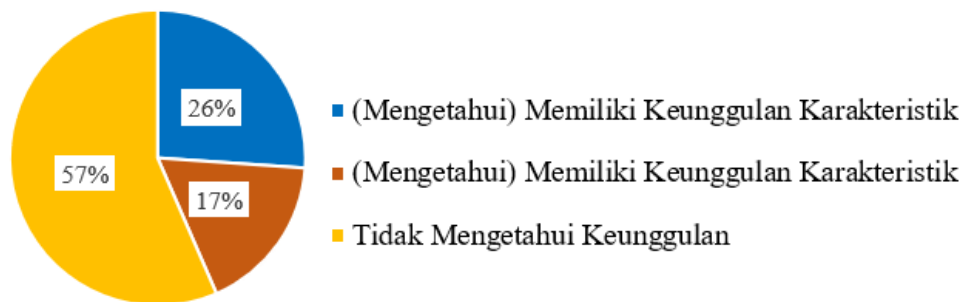 26%
(Mengetahui) Memiliki Keunggulan Karakteristik
17%
(Mengetahui) Memiliki Keunggulan Karakteristik
57%
Tidak Mengetahui Keunggulan